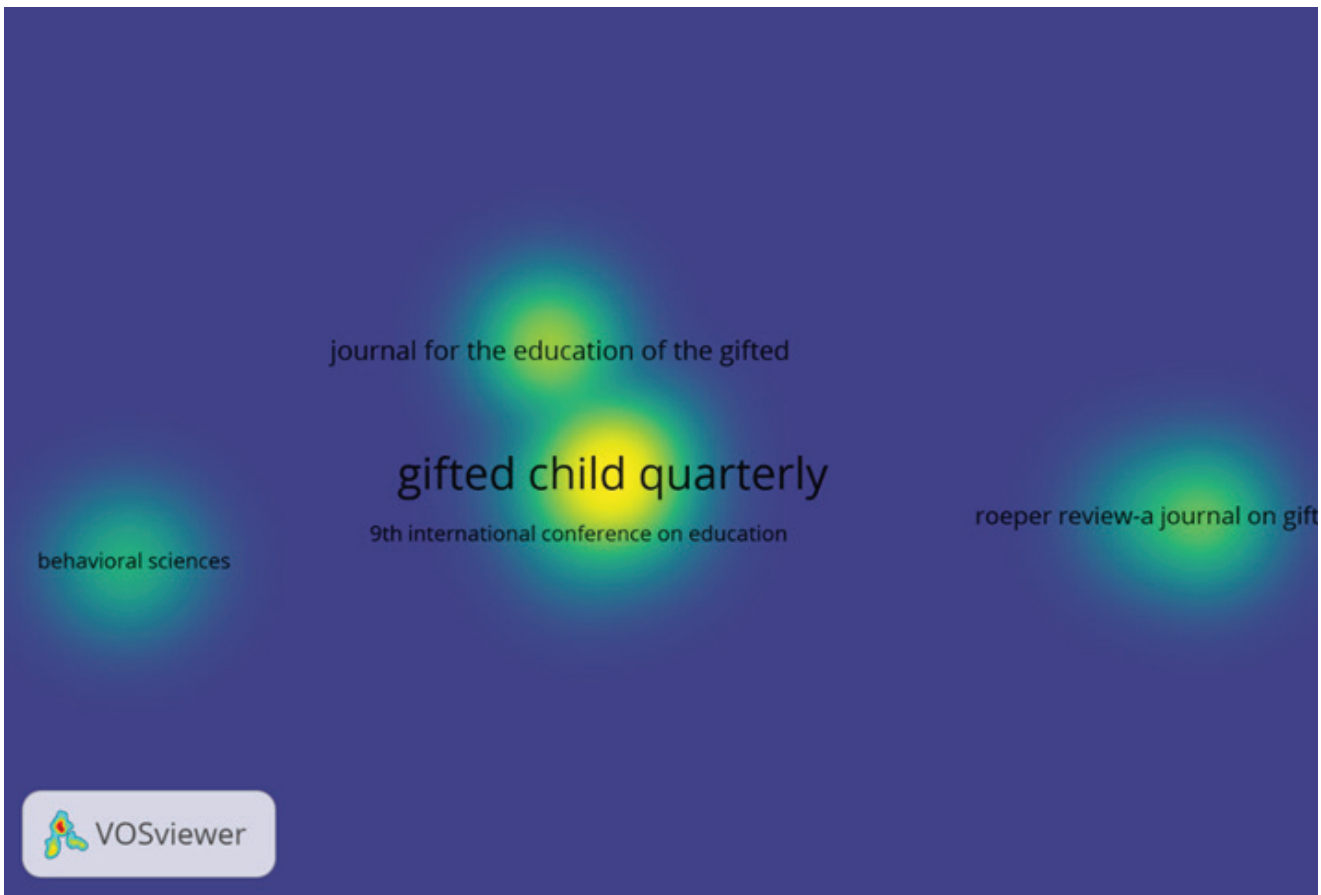 journal for the education of the gifted
gifted child quarterly
roeper review-a journal on gift
9th international conference on education
behavioral sciences
VOSviewer